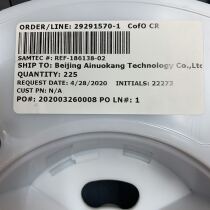 ORDER/LINE: 29291570-1 CofO CR
SAMTEC #: REF-186138-02
SHIP TO: Beijing Ainuokang Technology Co.,Ltd
QUANTITY: 225
REQUEST DATE: 4/28/2020 INITIALS: 22273
CUST PN: N/A
PO#: 202003260008 PO LN#: 1